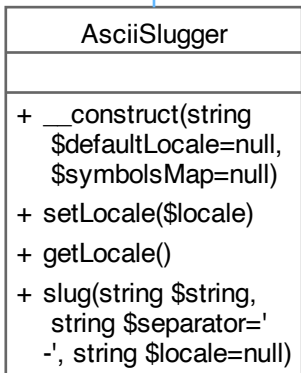 AsciiSlugger
+ __construct(string
$defaultLocale=null,
$symbolsMap=null)
+ setLocale($locale)
+ getLocale()
+ slug(string $string,
string $separator='
-', string $locale=null)